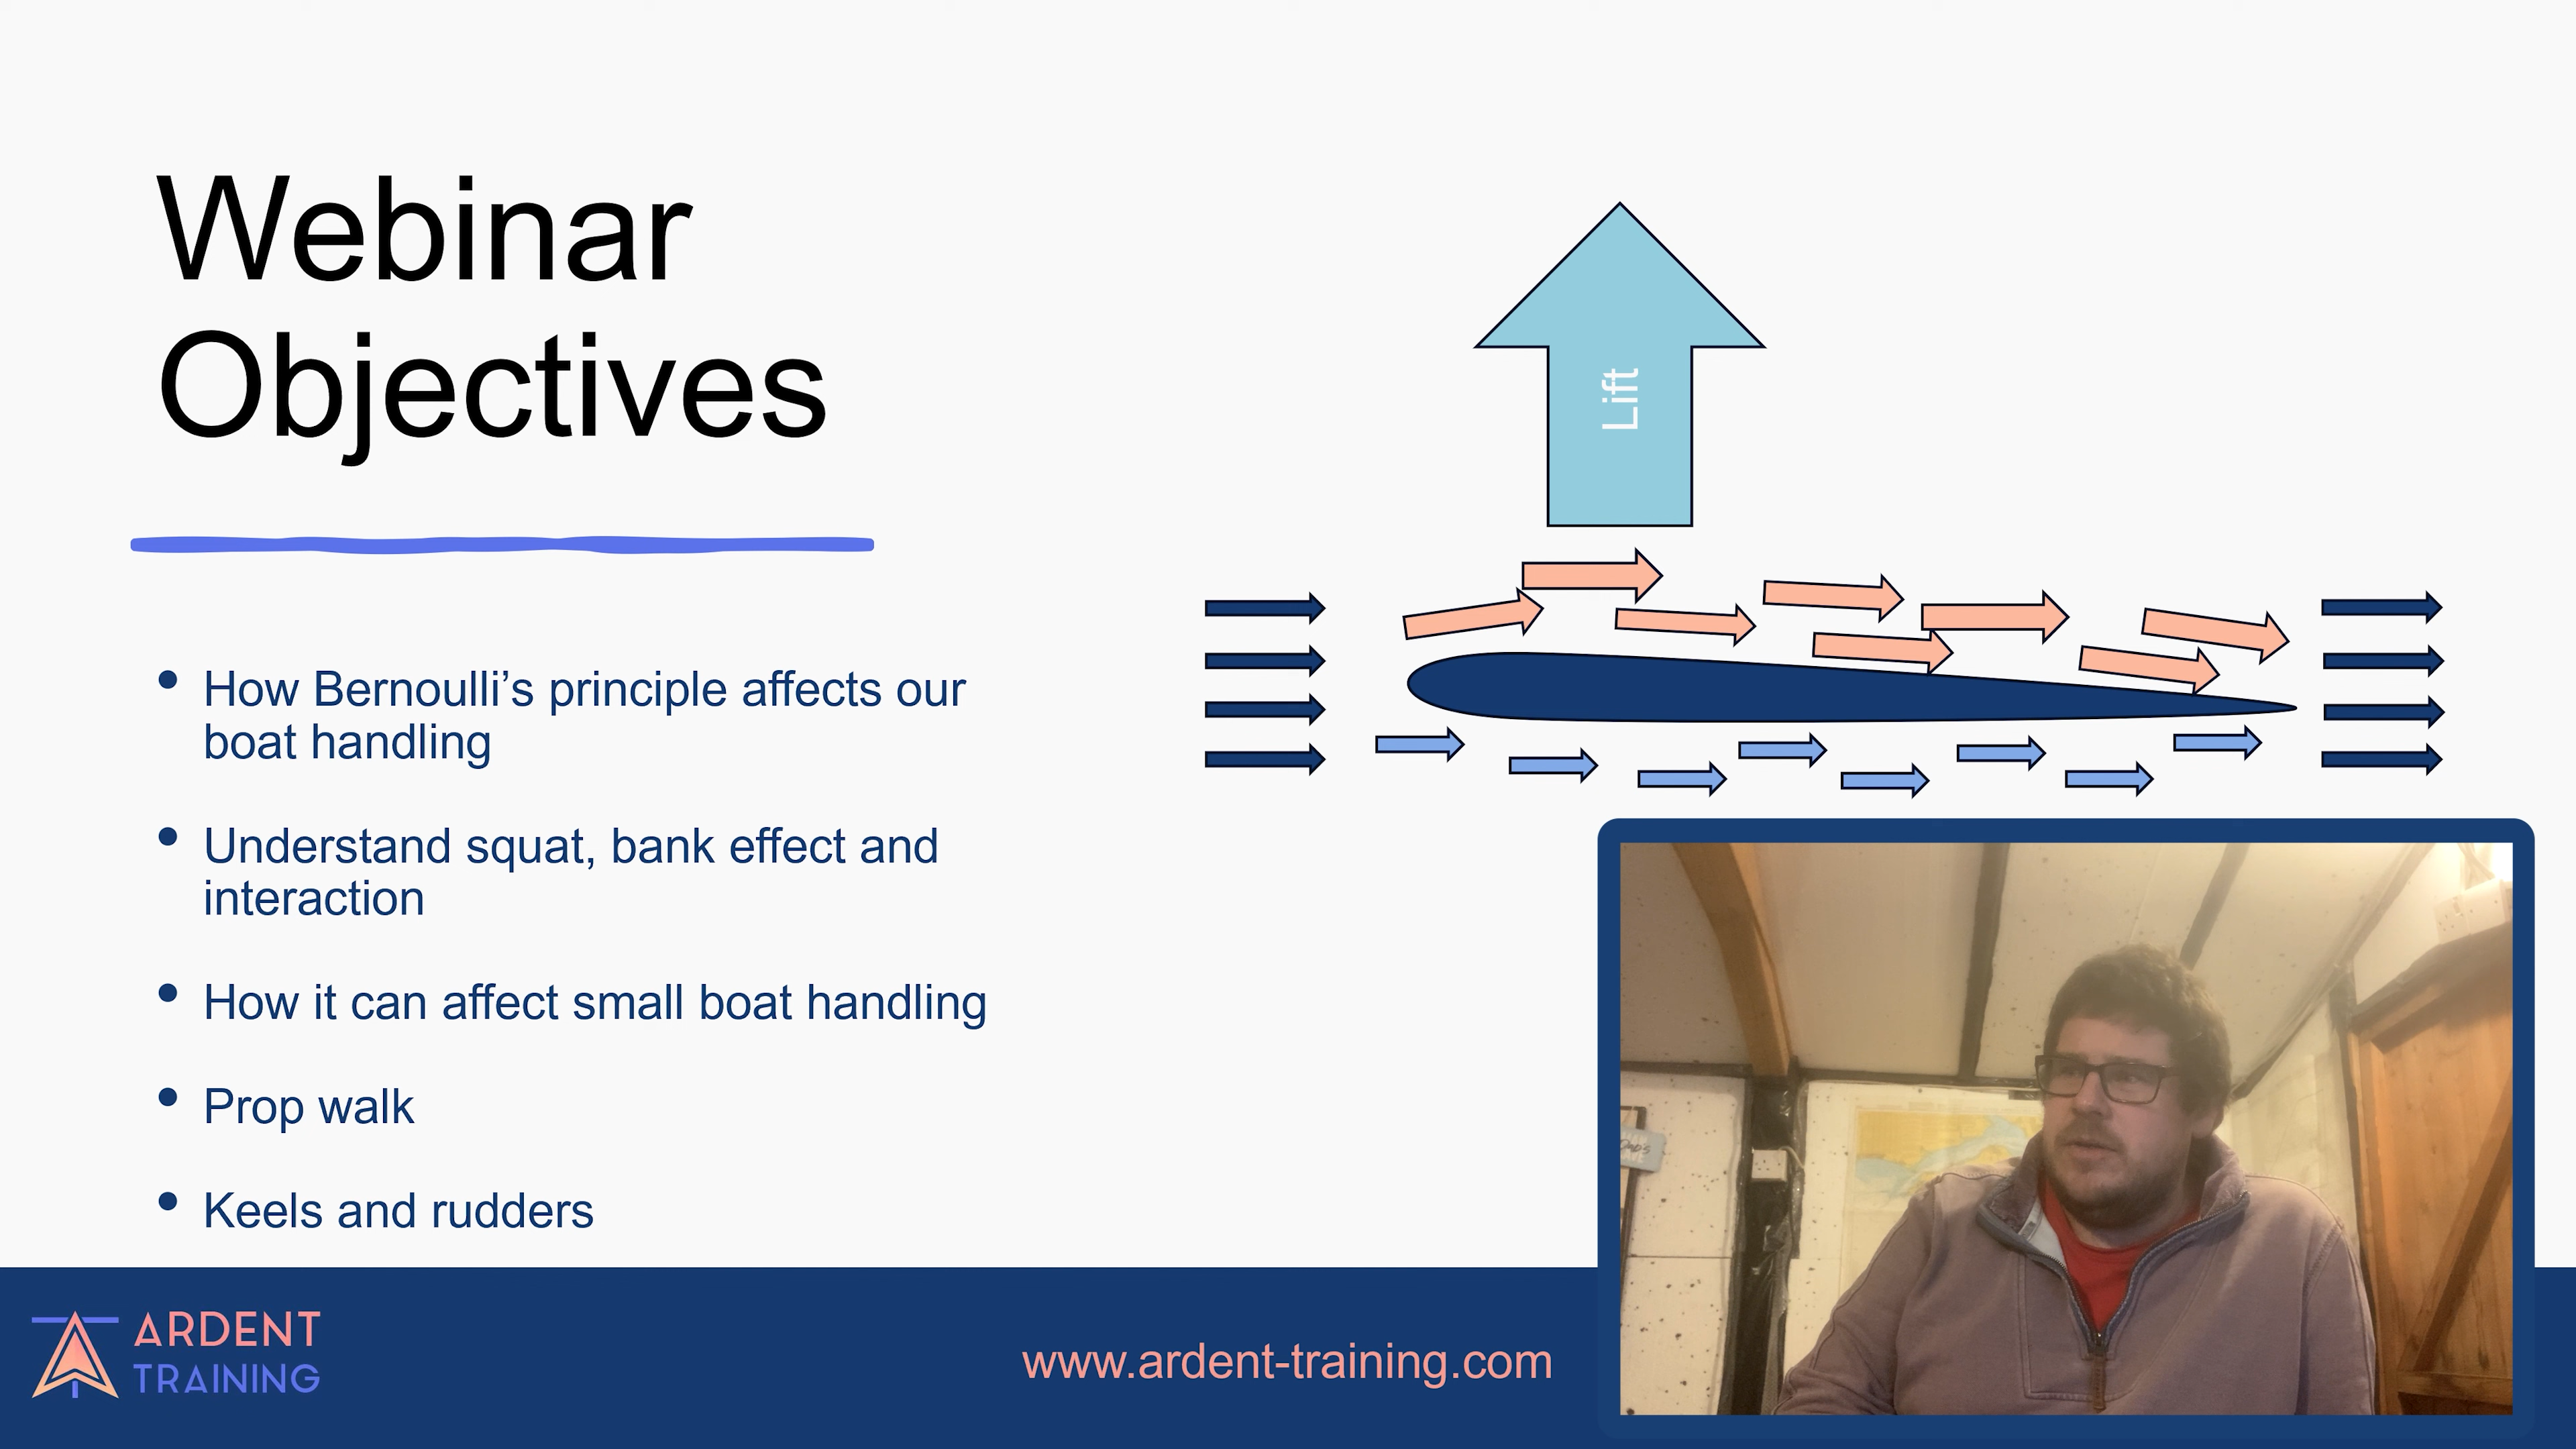 Webinar
Objectives
Lift
• How Bernoulli’s principle affects our
boat handling
• Understand squat, bank effect and
interaction
• How it can affect small boat handling
• Prop walk
• Keels and rudders
ARDENT
TRAINING
www.ardent-training.com